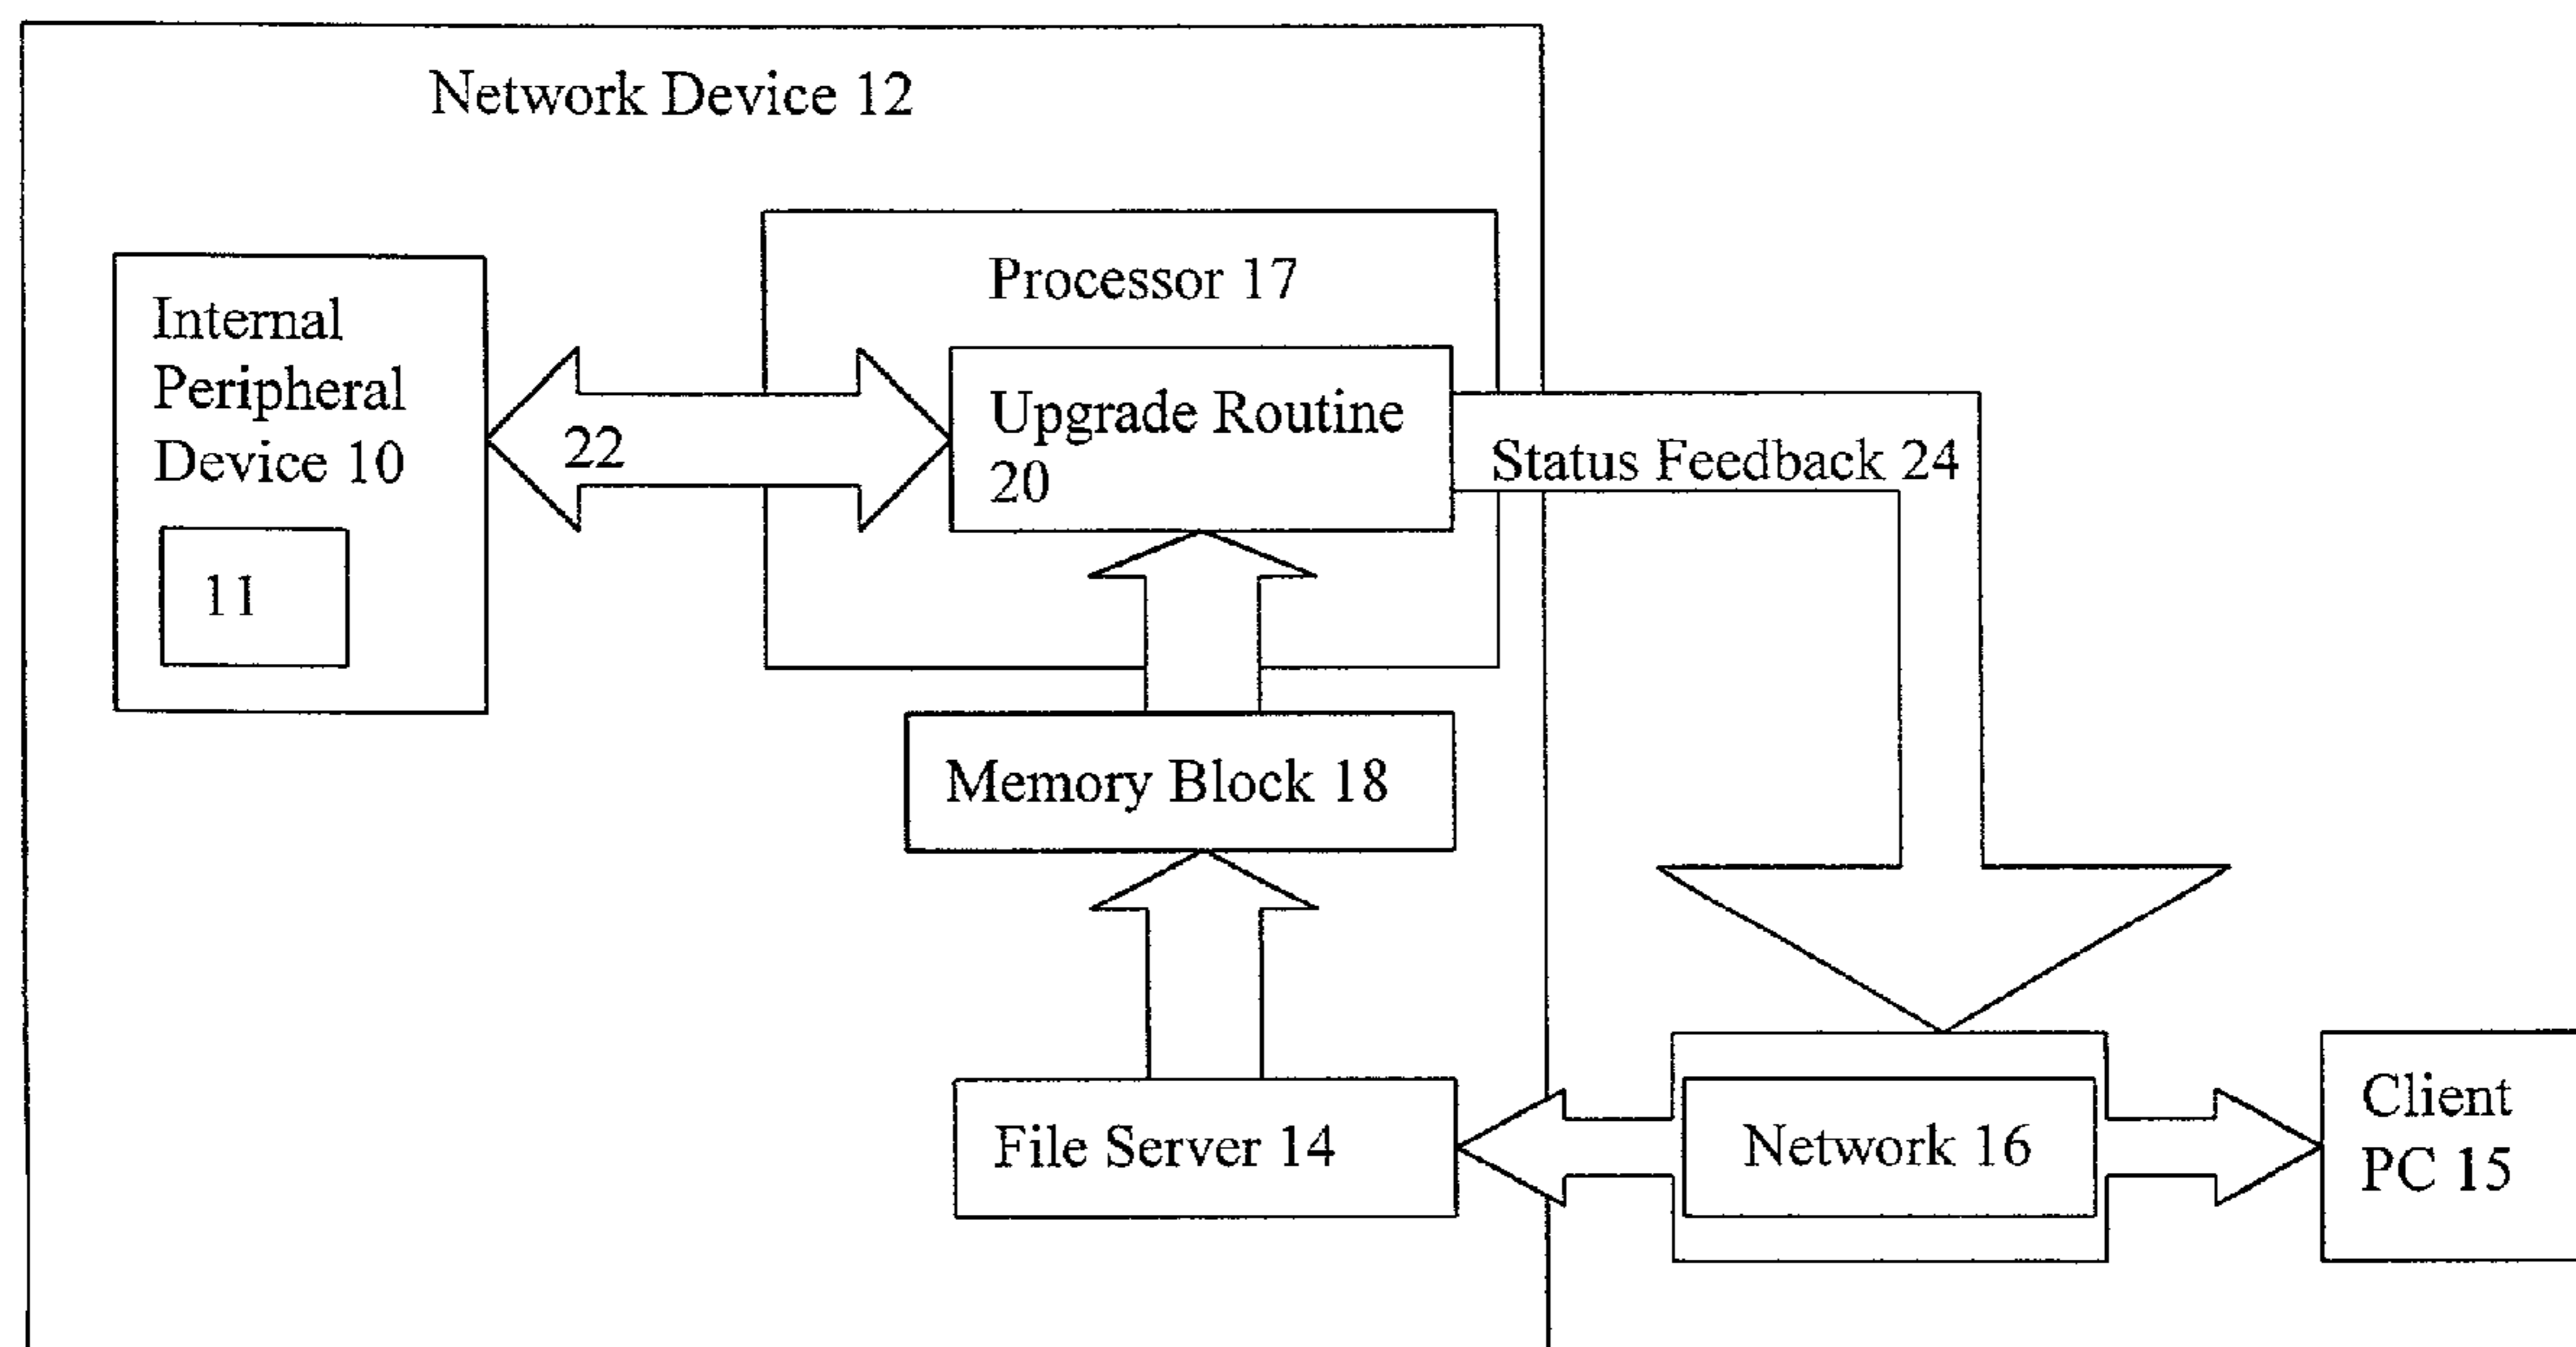 Network Device 12
Processor 17
Internal
Peripheral
Device 10
11
22
Upgrade Routine
20
Status Feedback 24
Memory Block 18
File Server 14
Network 16
Client
PC 15